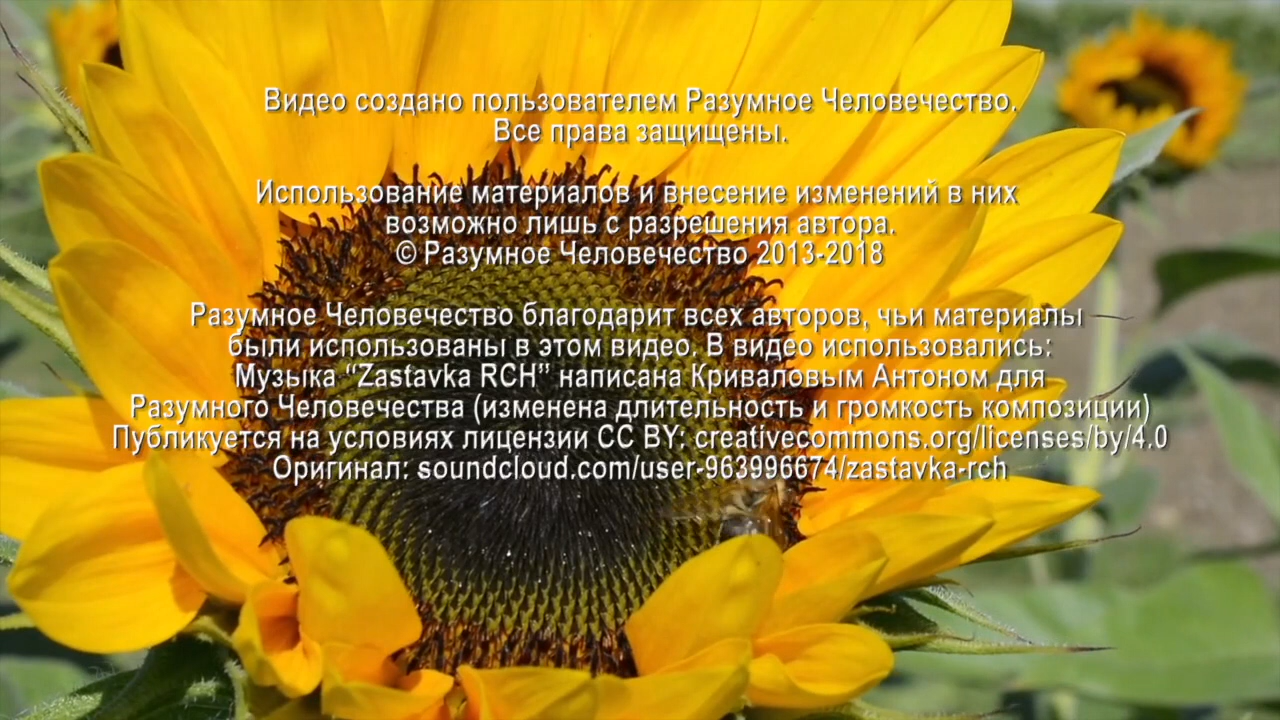 Видео создано пользователем Разумное Человечество.
Все права защищены.
Использование материалов и внесение изменений в них
возможно лишь с разрешения автора.
© Разумное Человечество 2013-2018
Разумное Человечество благодарит всех авторов, чьи материалы
были использованы в этом видео. В видео использовались:
Музыка “Zastavka RCH” написана Криваловым Антоном для
Разумного Человечества (изменена длительность и громкость композиции)
Публикуется на условиях лицензии CC BY: creativecommons.org/licenses/by/4.0
Оригинал: soundcloud.com/user-963996674/zastavka-rch